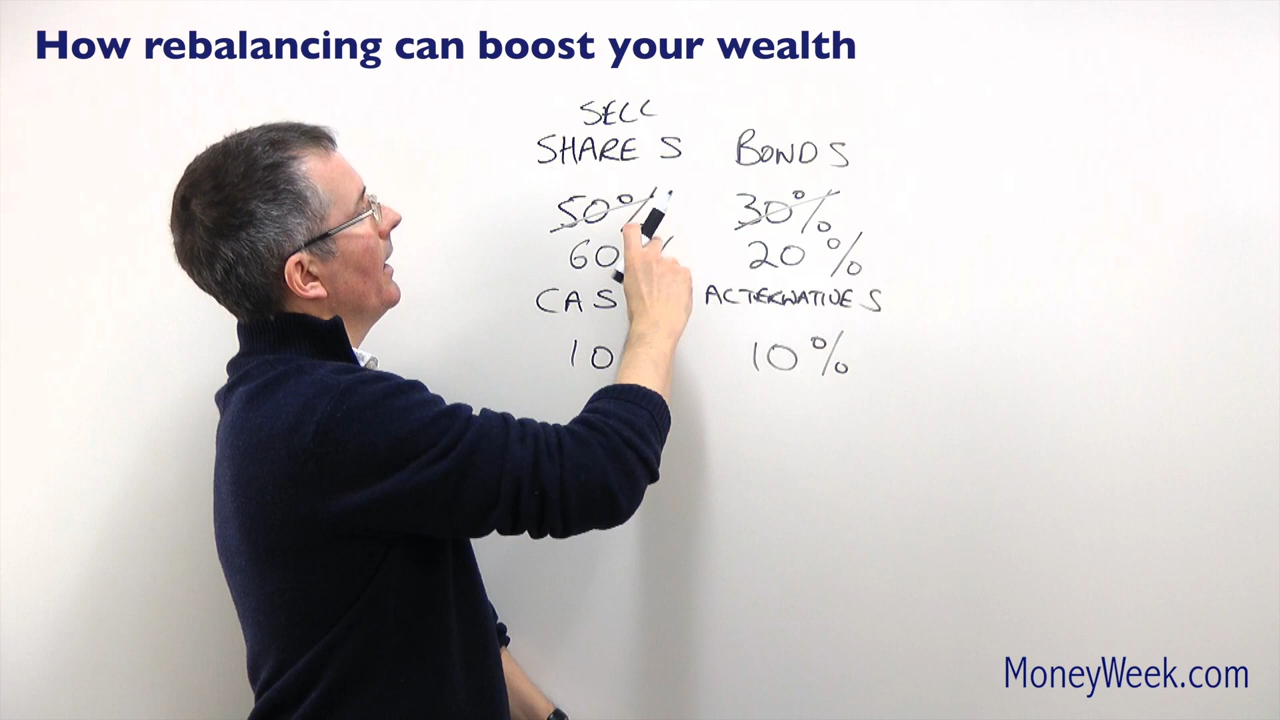 How rebalancing can boost your wealth
SELL
SHARES BONDS
50% 30%
60% 20%
CAS ALTERNATIVES
10 10%
MoneyWeek.com